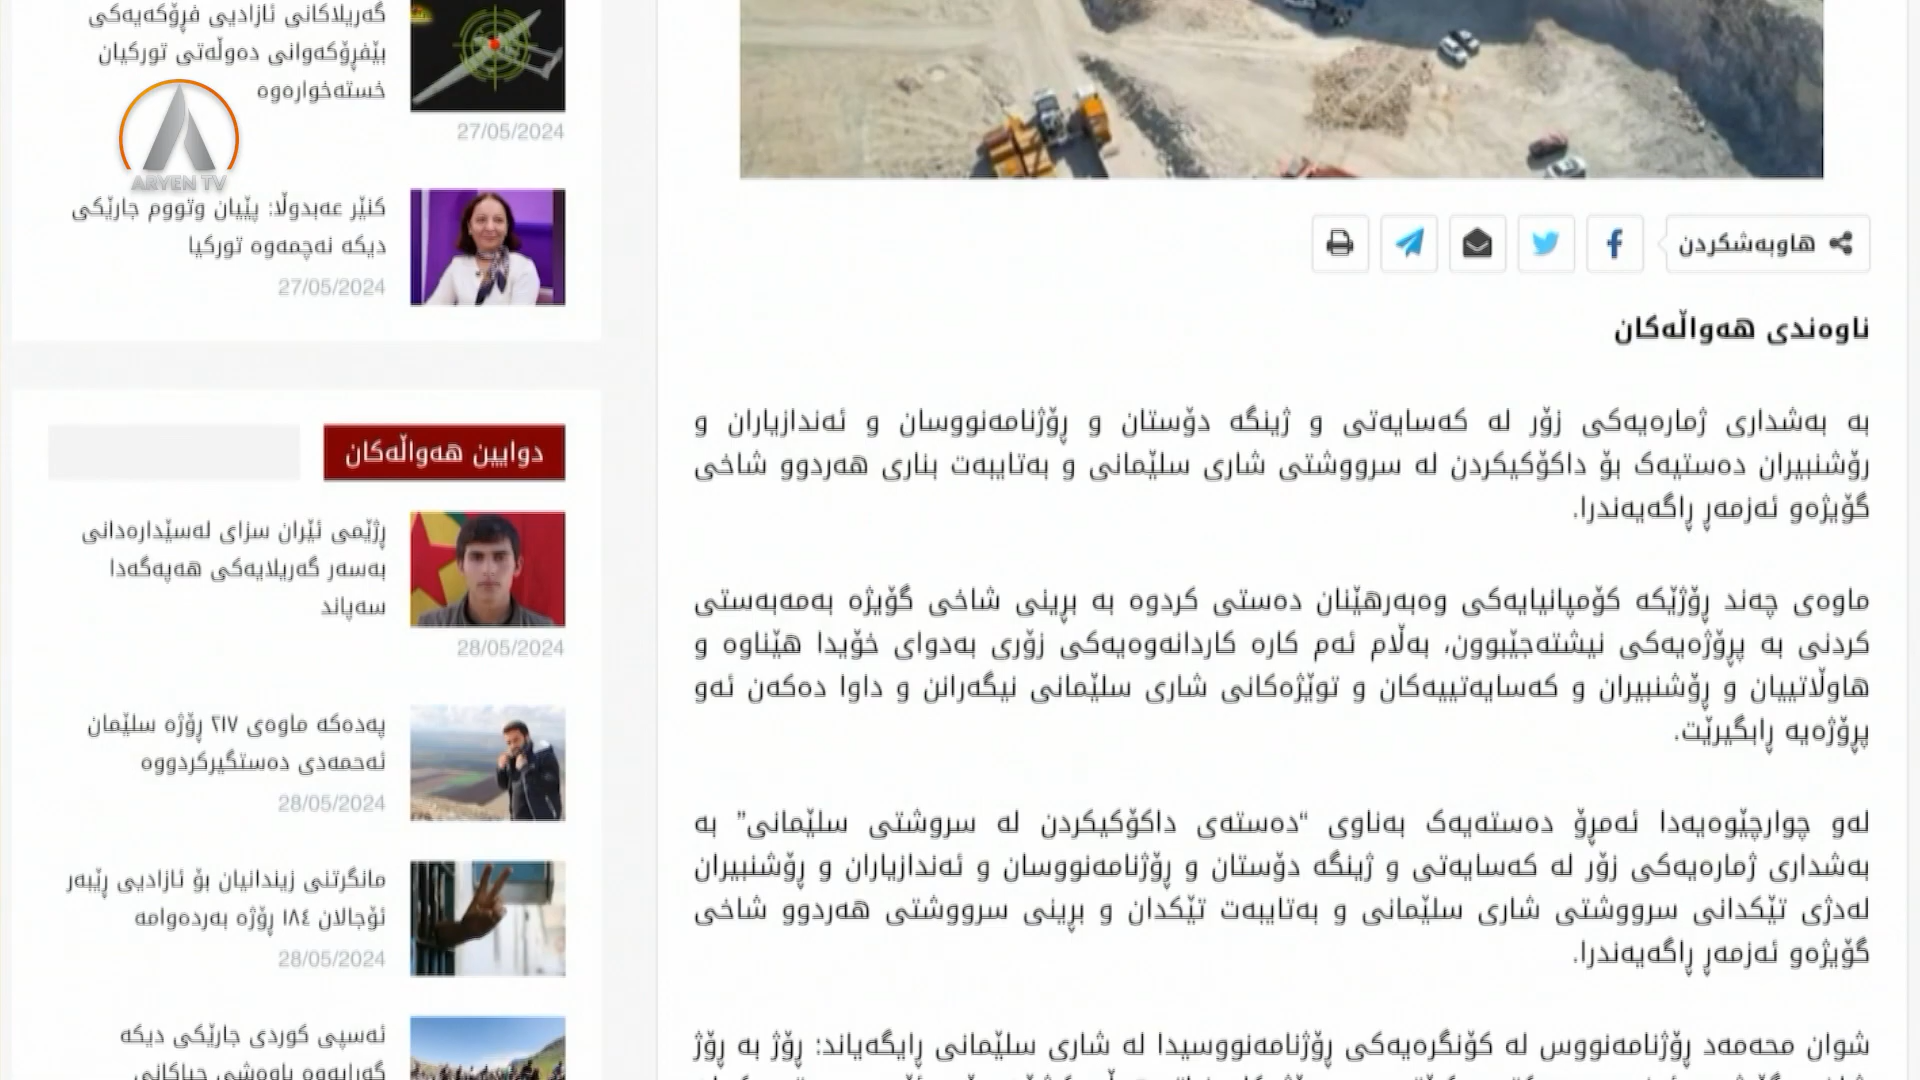 هاوبەشکردن
ناوەندی هەواڵەکان
بە بەشداری ژمارەیەکی زۆر لە کەسایەتی و ژینگە دۆستان و ڕۆژنامەنووسان و ئەندازیاران و
رۆشنبیران دەستیەک بۆ داکۆکیکردن لە سرووشتی شاری سلێمانی و بەتایبەت بناری هەردوو شاخی
گۆیژەو ئەزمەڕ ڕاگەیەندرا.
ماوەی چەند ڕۆژێکە کۆمپانیایەکی وەبەرهێنان دەستی کردوە بە بڕینی شاخی گۆیژە بەمەبەستی
کردنی بە پڕۆژەیەکی نیشتەجێبوون، بەڵام ئەم کارە کاردانەوەیەکی زۆری بەدوای خۆیدا هێناوە و
هاوڵاتییان و ڕۆشنبیران و کەسایەتییەکان و توێژەکانی شاری سلێمانی نیگەرانن و داوا دەکەن ئەو
پڕۆژەیە ڕابگیرێت.
لەو چوارچێوەیەدا ئەمڕۆ دەستەیەک بەناوی “دەستەی داکۆکیکردن لە سروشتی سلێمانی” بە
بەشداری ژمارەیەکی زۆر لە کەسایەتی و ژینگە دۆستان و ڕۆژنامەنووسان و ئەندازیاران و ڕۆشنبیران
لەدژی تێکدانی سرووشتی شاری سلێمانی و بەتایبەت تێکدان و بڕینی سرووشتی هەردوو شاخی
گۆیژەو ئەزمەڕ ڕاگەیەندرا.
شوان محەمەد ڕۆژنامەنووس لە کۆنگرەیەکی ڕۆژنامەنووسیدا لە شاری سلێمانی ڕایگەیاند: ڕۆژ بە ڕۆژ
گەریلاکانی ئازادیی فڕۆکەیەکی
بێفڕۆکەوانی دەوڵەتی تورکیان
خستەخوارەوە
27/05/2024
ARYEN TV
کنێر عەبدوڵا: پێیان وتووم جارێکی
دیکە نەچمەوە تورکیا
27/05/2024
دوایین هەواڵەکان
ڕژێمی ئێران سزای لەسێدارەدانی
بەسەر گەریلایەکی هەپەگەدا
سەپاند
28/05/2024
پەدەکە ماوەی ٢١٧ ڕۆژە سلێمان
ئەحمەدی دەستگیرکردووە
28/05/2024
مانگرتنی زیندانیان بۆ ئازادیی ڕێبەر
ئۆجالان ١٨٤ ڕۆژە بەردەوامە
28/05/2024
ئەسپی کوردی جارێکی دیکە
گەڕایەوە باوەشی چیاکانی